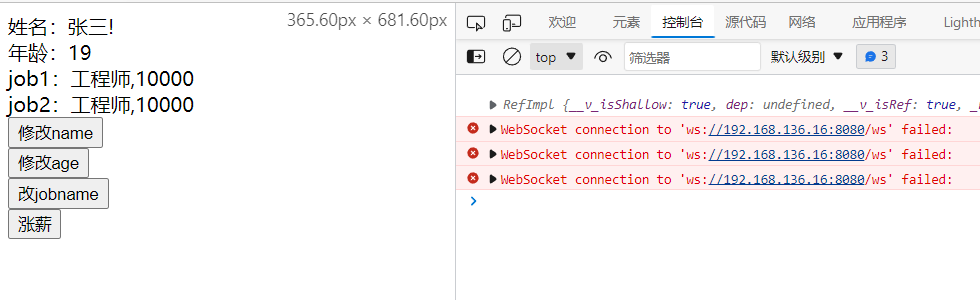 姓名：张三!
年龄：19
job1：工程师,10000
job2：工程师,10000
修改name
修改age
改jobname
涨薪
365.60px × 681.60px
欢迎 元素 控制台 源代码 网络 应用程序 Lighth
top 筛选器 默认级别 3
RefImpl {__v_isShallow: true, dep: undefined, __v_isRef: true,
WebSocket connection to 'ws://192.168.136.16:8080/ws' failed:
WebSocket connection to 'ws://192.168.136.16:8080/ws' failed:
WebSocket connection to 'ws://192.168.136.16:8080/ws' failed: